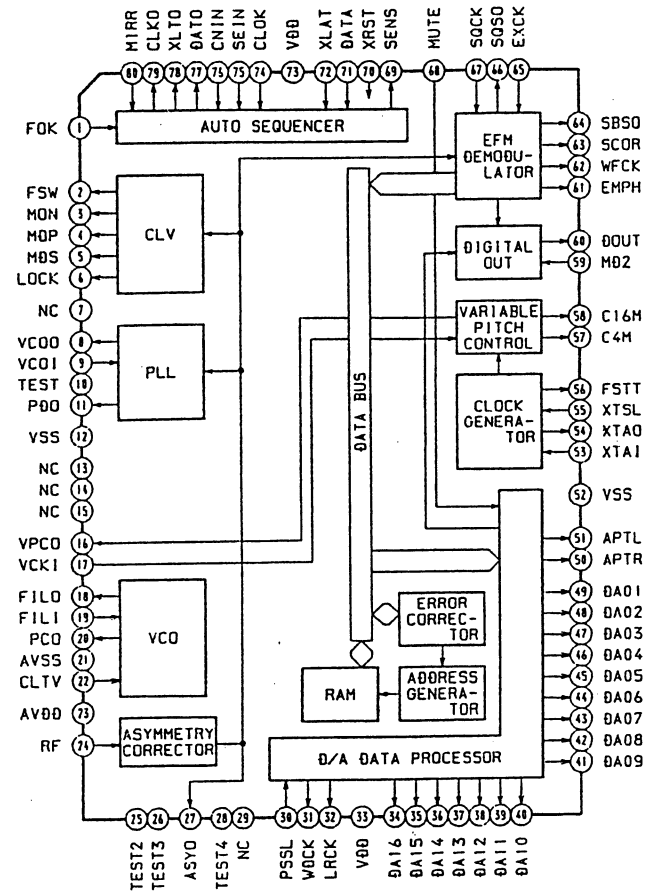 MIRR CLKO XLTO DATO CNIN SEIN CLOK VDD XLAT DATA XRST SENS MUTE SQCK SQSO EXCK
80 79 78 77 75 75 74 73 72 71 70 69 68 67 66 65
FOK 1
AUTO SEQUENCER
EFM
DEMODU-
LATOR
64 SBSO
63 SCOR
62 WFCK
61 EMPH
FSW 2
MON 3
MDP 4
MDS 5
LOCK 6
CLV
DIGITAL
OUT
60 DOUT
59 MD2
NC 7
VCOO 8
VCOI 9
TEST 10
PDO 11
PLL
VARIABLE
PITCH
CONTROL
58 C16M
57 C4M
DATA BUS
CLOCK
GENERA-
TOR
56 FSTT
55 XTSL
54 XTAO
53 XTAI
VSS 12
NC 13
NC 14
NC 15
52 VSS
VPCO 16
VCKI 17
51 APTL
50 APTR
FILO 18
FILI 19
PCO 20
AVSS 21
CLTV 22
VCO
ERROR
CORREC-
TOR
RAM
ADDRESS
GENERA-
TOR
49 DA01
48 DA02
47 DA03
46 DA04
45 DA05
44 DA06
43 DA07
42 DA08
41 DA09
AVDD 23
RF 24
ASYMMETRY
CORRECTOR
D/A DATA PROCESSOR
25 26 27 28 29 30 31 32 33 34 35 36 37 38 39 40
TEST2 TEST3 ASYO TEST4 NC PSSL WDCK LRCK VDD DA16 DA15 DA14 DA13 DA12 DA11 DA10